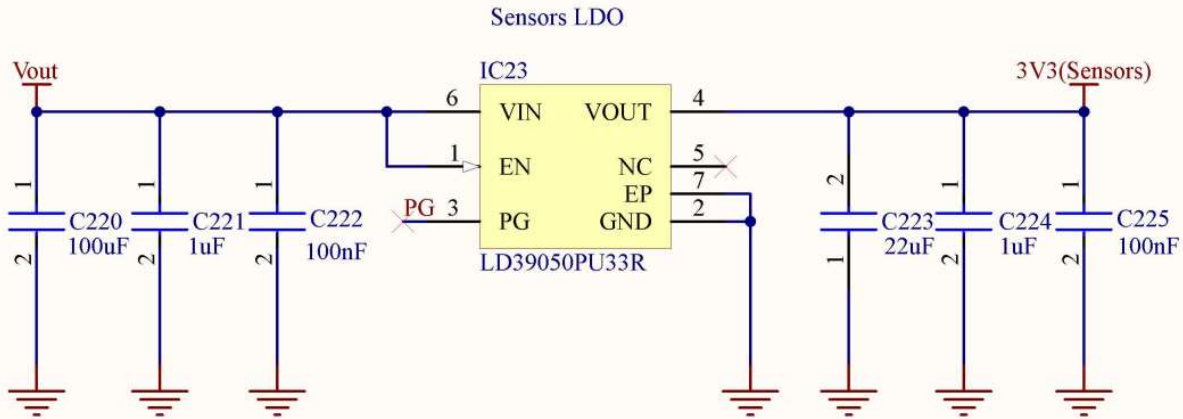 Sensors LDO
Vout
IC23
3V3(Sensors)
6 VIN VOUT 4
1 EN NC 5
EP 7
PG 3 PG GND 2
LD39050PU33R
1 C220 100uF 2
1 C221 1uF 2
1 C222 100nF 2
2 C223 22uF 1
1 C224 1uF 2
1 C225 100nF 2